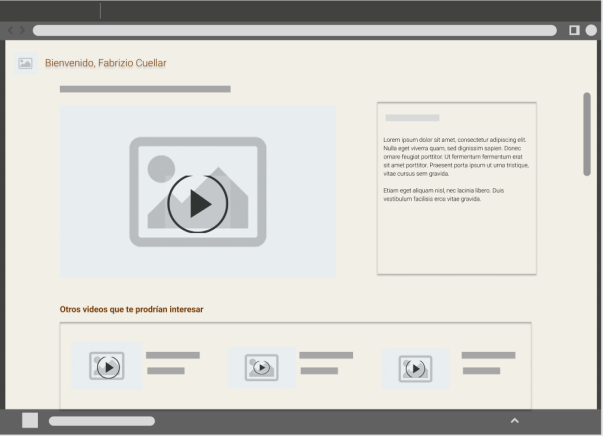 Bienvenido, Fabrizio Cuellar
Lorem ipsum dolor sit amet, consectetur adipiscing elit.
Nulla eget viverra quam, sed dignissim sapien. Donec
ornare feugiat porttitor. Ut fermentum fermentum erat
sit amet porttitor. Praesent porta ipsum ut urna tristique,
vitae cursus sem gravida.
Etiam eget aliquam nisl, nec lacinia libero. Duis
vestibulum facilisis eros vitae gravida.
Otros videos que te prodrían interesar